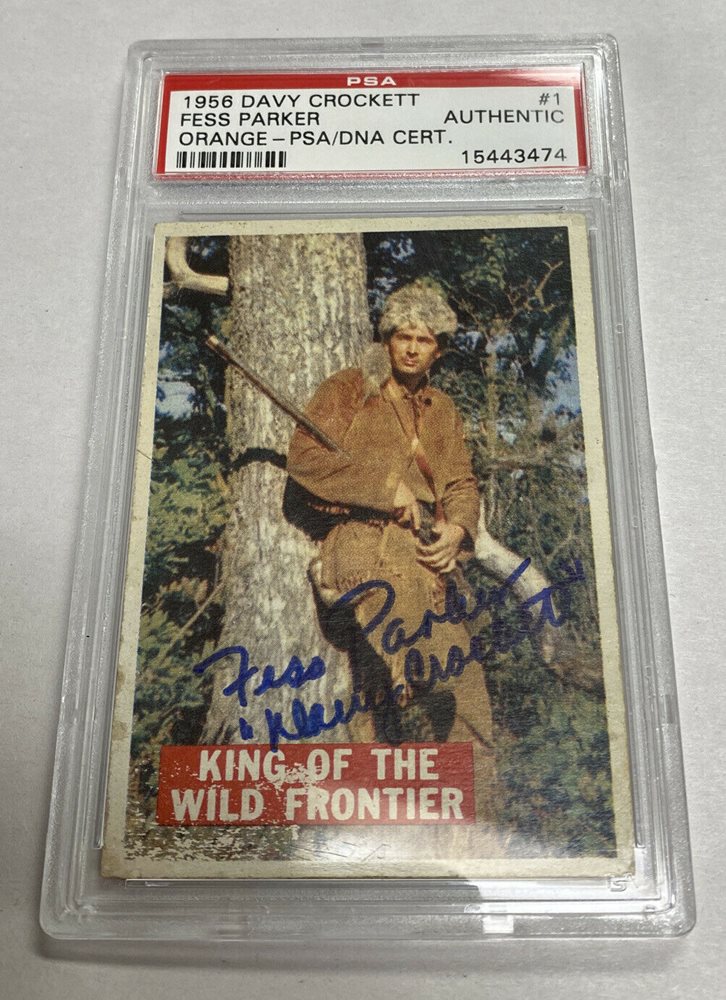 PSA
1956 DAVY CROCKETT #1
FESS PARKER AUTHENTIC
ORANGE-PSA/DNA CERT.
15443474
Fess Parker
"Davy Crockett"
KING OF THE
WILD FRONTIER